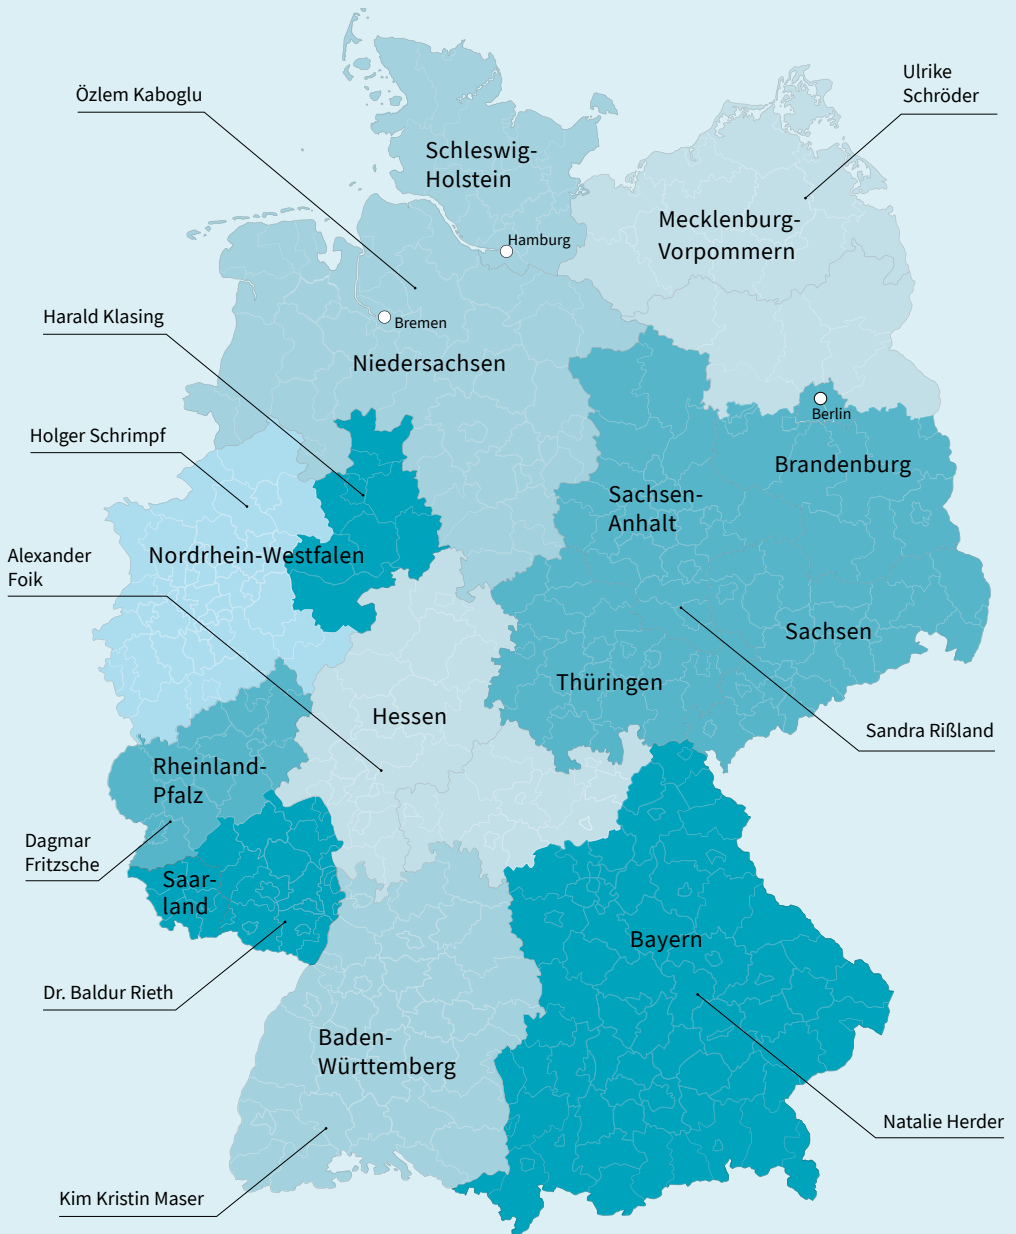 Özlem Kaboglu
Ulrike
Schröder
Schleswig-
Holstein
Mecklenburg-
Vorpommern
Hamburg
Harald Klasing
Bremen
Niedersachsen
Berlin
Holger Schrimpf
Brandenburg
Sachsen-
Anhalt
Alexander
Foik
Nordrhein-Westfalen
Sachsen
Thüringen
Hessen
Sandra Rißland
Rheinland-
Pfalz
Dagmar
Fritzsche
Saar-
land
Bayern
Dr. Baldur Rieth
Baden-
Württemberg
Natalie Herder
Kim Kristin Maser